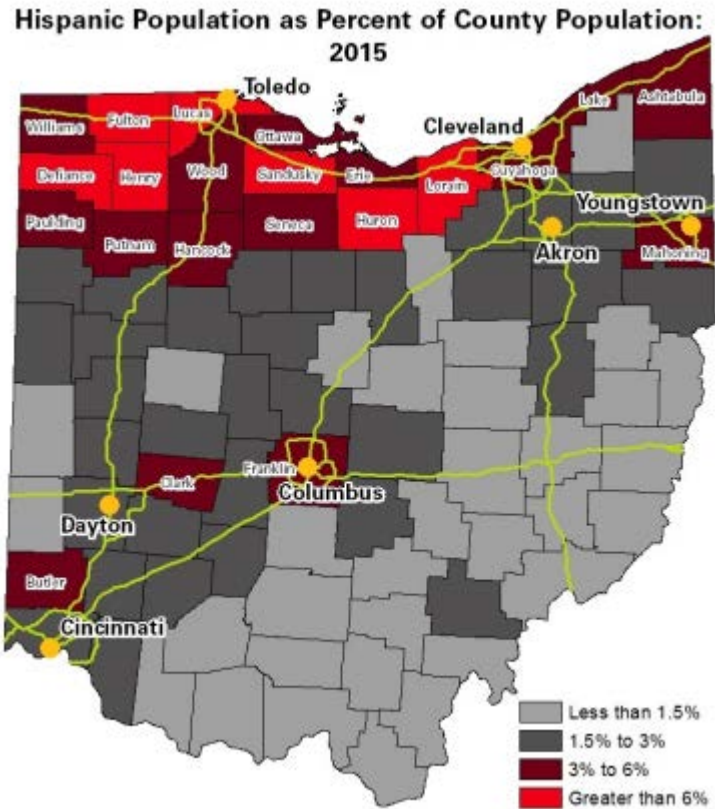 Hispanic Population as Percent of County Population:
2015
Toledo
Lake
Ashtabula
Williams
Fulton
Lucas
Ottawa
Cleveland
Defiance
Henry
Wood
Sandusky
Erie
Lorain
Cuyahoga
Youngstown
Paulding
Putnam
Hancock
Seneca
Huron
Akron
Mahoning
Franklin
Clark
Columbus
Dayton
Butler
Cincinnati
Less than 1.5%
1.5% to 3%
3% to 6%
Greater than 6%